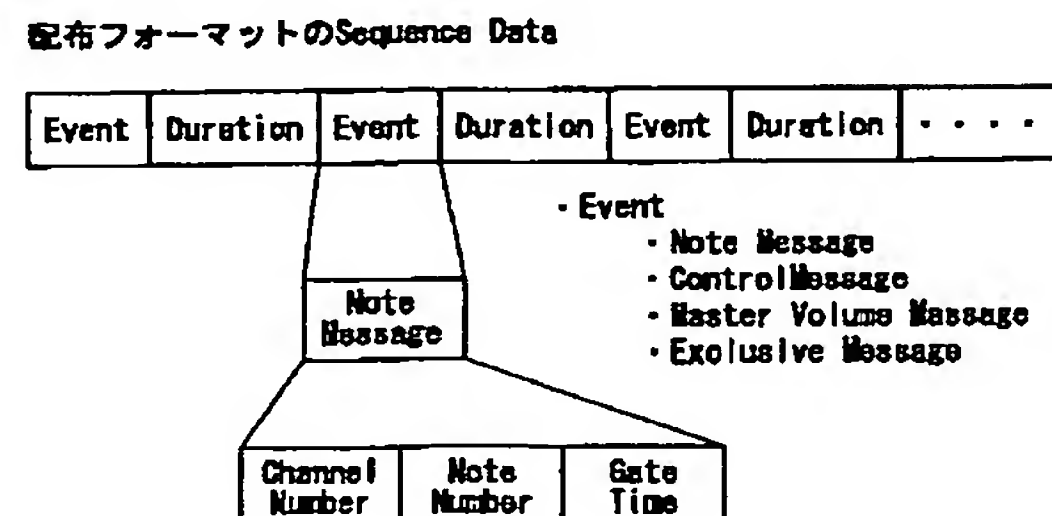 配布フォーマットのSequence Data
Event Duration Event Duration Event Duration ・・・・
・Event
・Note Message
・ControlMessage
・Master Volume Massage
・Exclusive Message
Note
Message
Channel Note Gate
Number Number Time